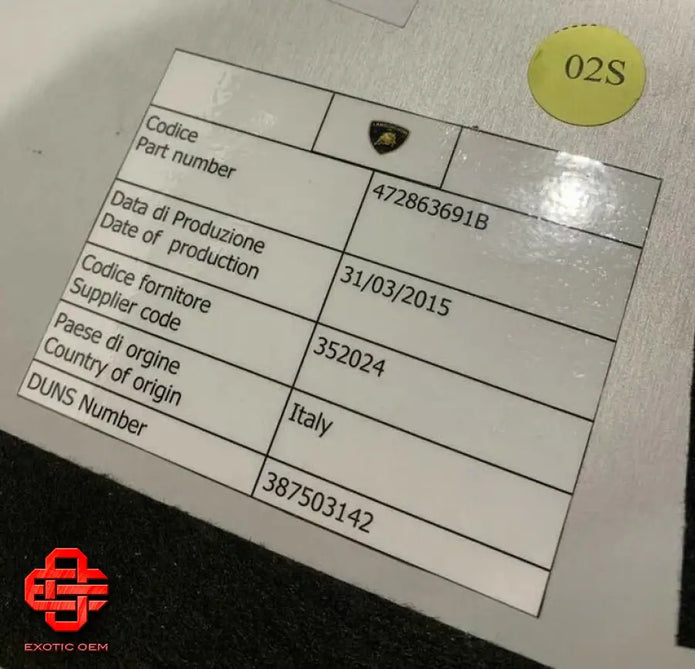 02S
LAMBORGHINI
Codice
Part number
472863691B
Data di Produzione
Date of production
31/03/2015
Codice fornitore
Supplier code
352024
Paese di orgine
Country of origin
Italy
DUNS Number
387503142
EXOTIC OEM